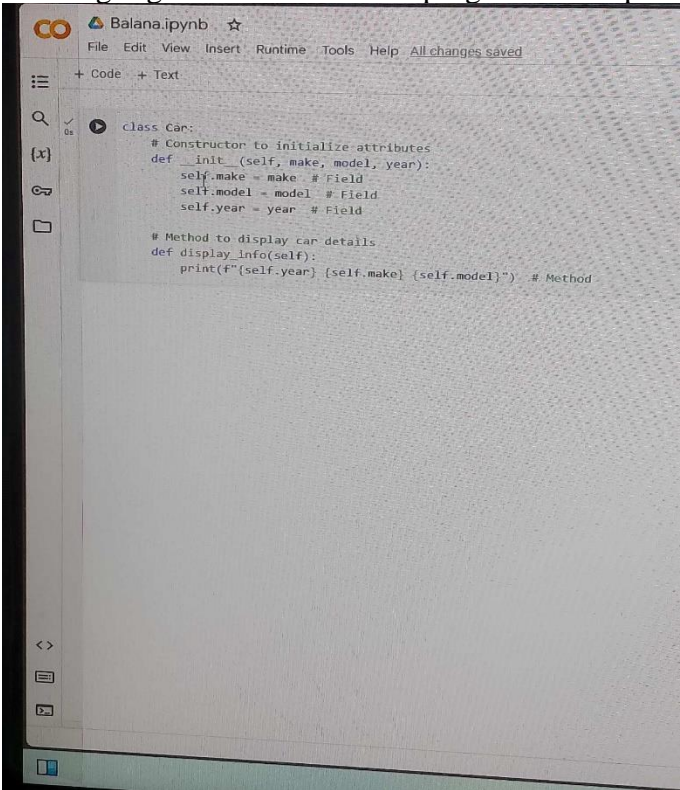 CO Balana.ipynb
File Edit View Insert Runtime Tools Help All changes saved
+ Code + Text
0s
{x}
class Car:
# Constructor to initialize attributes
def __init__(self, make, model, year):
self.make = make # Field
self.model = model # Field
self.year = year # Field
# Method to display car details
def display_info(self):
print(f"{self.year} {self.make} {self.model}") # Method
<>